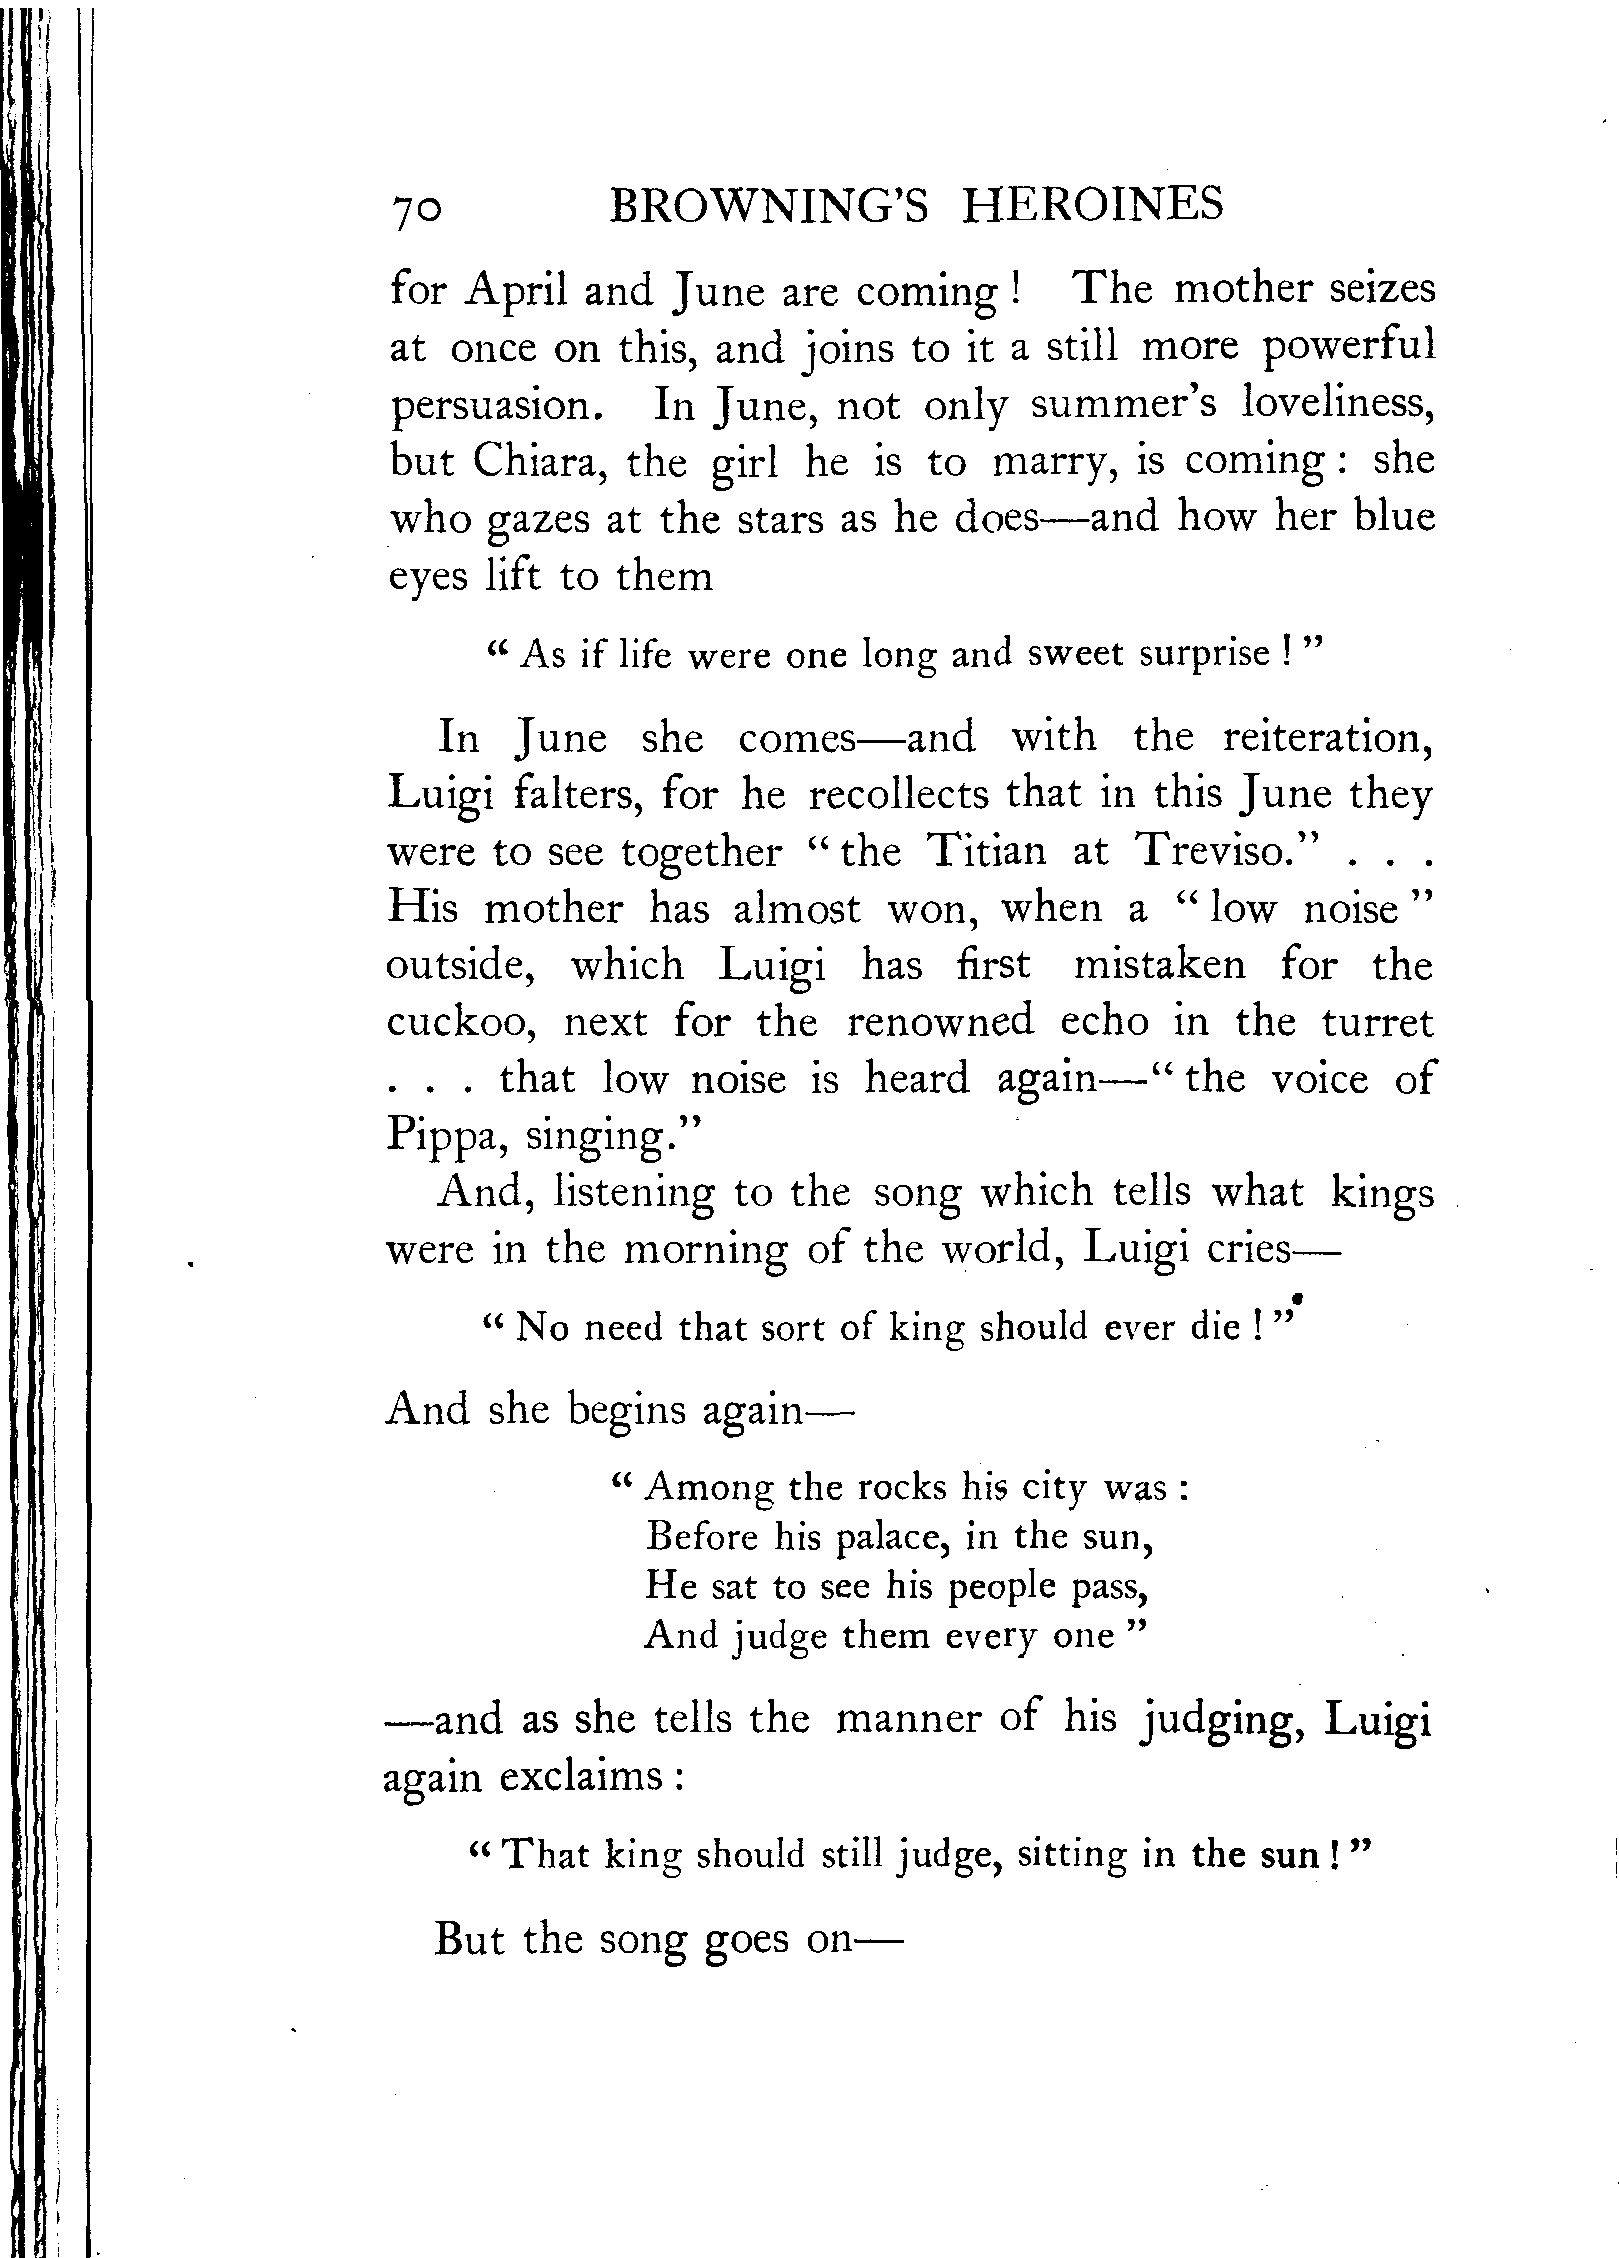 70 BROWNING'S HEROINES
for April and June are coming! The mother seizes
at once on this, and joins to it a still more powerful
persuasion. In June, not only summer's loveliness,
but Chiara, the girl he is to marry, is coming: she
who gazes at the stars as he does—and how her blue
eyes lift to them
"As if life were one long and sweet surprise!"
In June she comes—and with the reiteration,
Luigi falters, for he recollects that in this June they
were to see together "the Titian at Treviso." . . .
His mother has almost won, when a "low noise"
outside, which Luigi has first mistaken for the
cuckoo, next for the renowned echo in the turret
. . . that low noise is heard again—"the voice of
Pippa, singing."
And, listening to the song which tells what kings
were in the morning of the world, Luigi cries—
"No need that sort of king should ever die!"
And she begins again—
"Among the rocks his city was:
Before his palace, in the sun,
He sat to see his people pass,
And judge them every one"
—and as she tells the manner of his judging, Luigi
again exclaims:
"That king should still judge, sitting in the sun!"
But the song goes on—